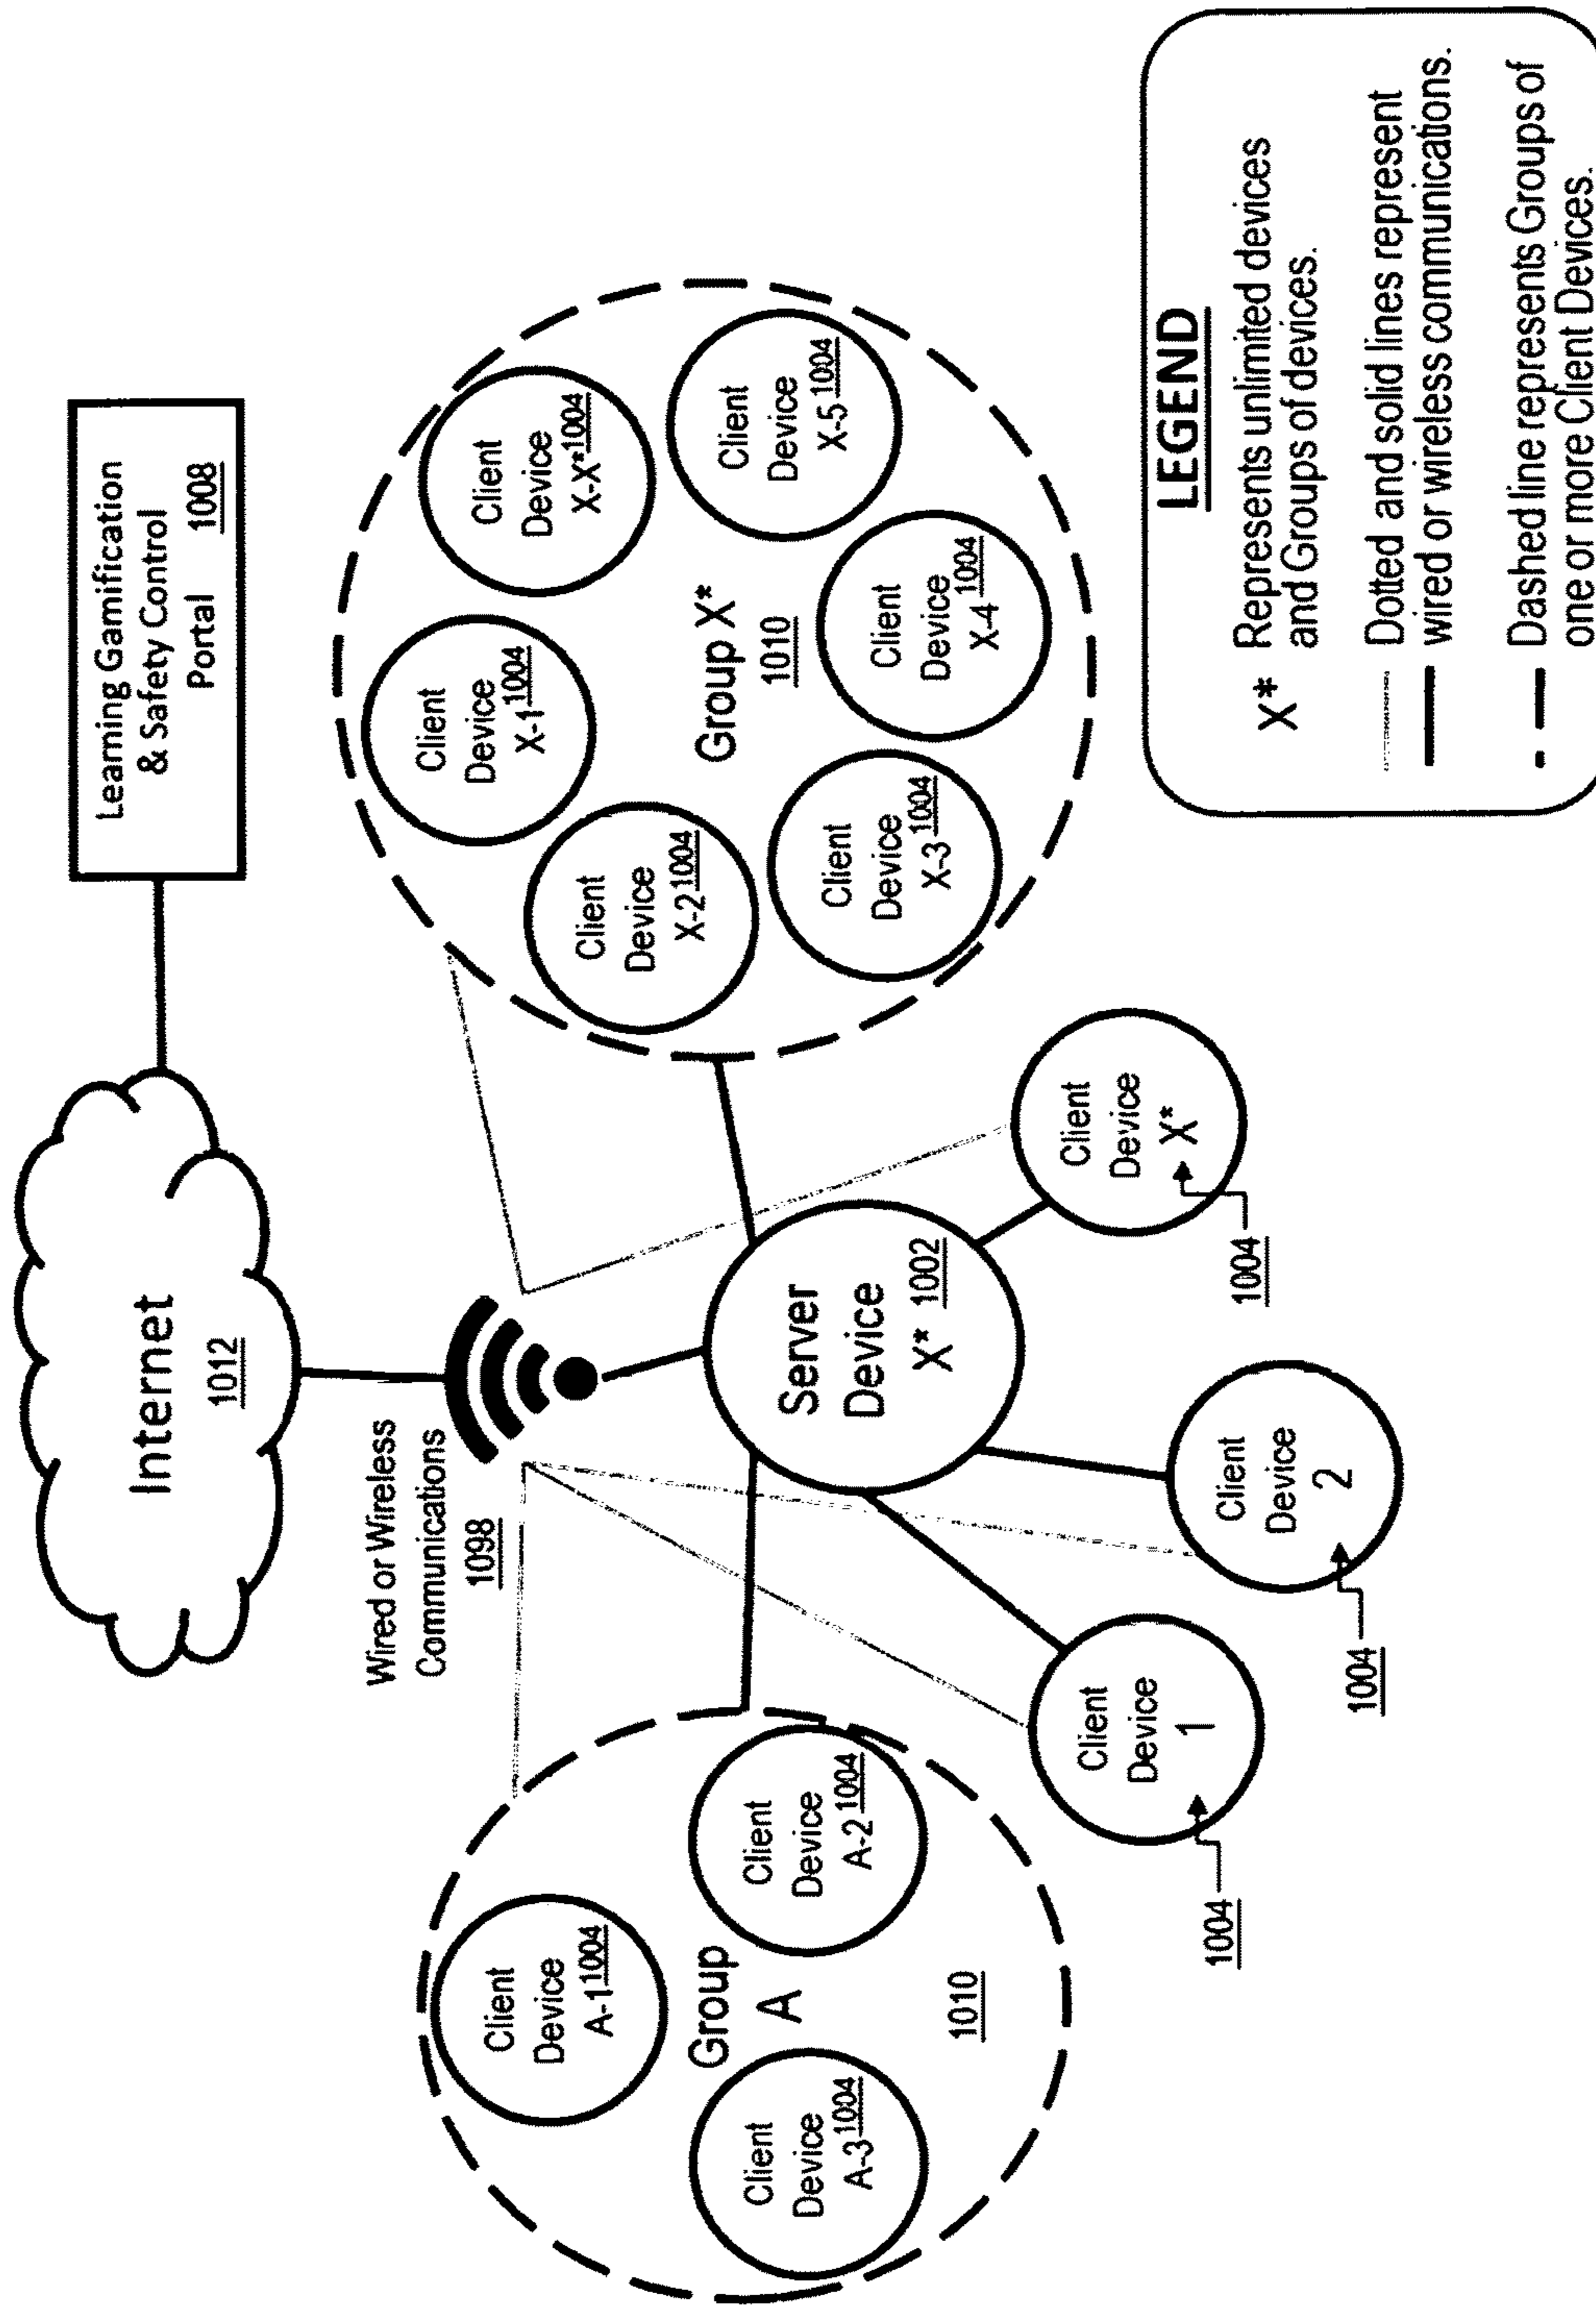 Internet
1012
Learning Gamification
& Safety Control
Portal 1008
Wired or Wireless
Communications
1098
Client
Device
A-1 1004
Group
A
1010
Client
Device
A-2 1004
Client
Device
A-3 1004
Server
Device
X* 1002
Client
Device
X-1 1004
Client
Device
X-X* 1004
Client
Device
X-2 1004
Group X*
1010
Client
Device
X-5 1004
Client
Device
X-3 1004
Client
Device
X-4 1004
Client
Device
1
1004
Client
Device
2
1004
Client
Device
X*
1004
LEGEND
X* Represents unlimited devices
and Groups of devices.
Dotted and solid lines represent
wired or wireless communications.
Dashed line represents Groups of
one or more Client Devices.